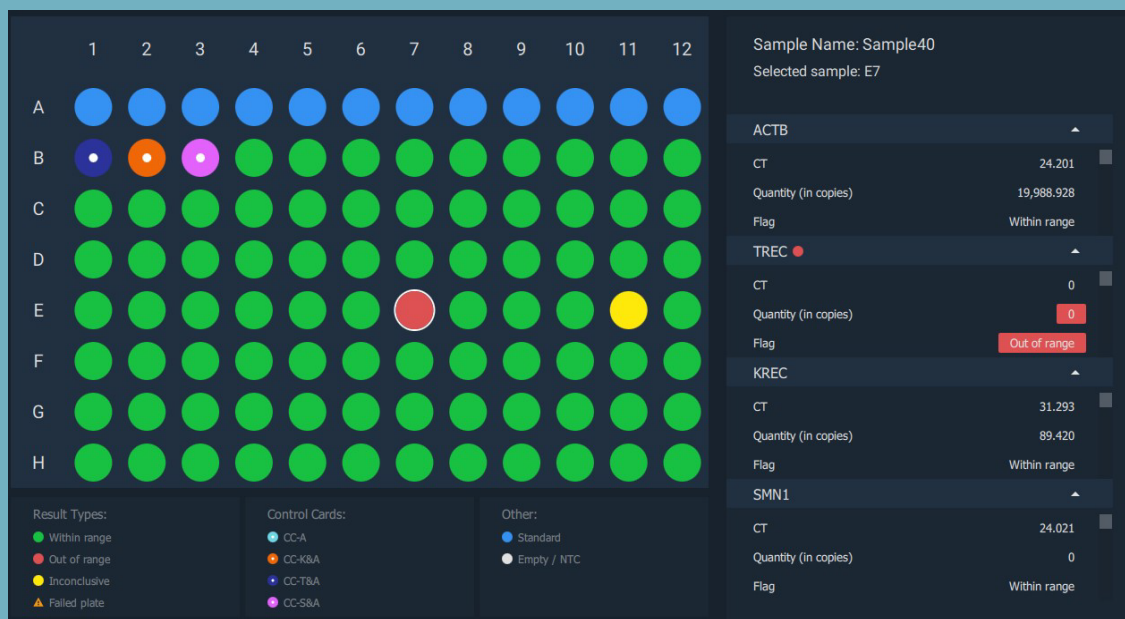 1 2 3 4 5 6 7 8 9 10 11 12
A
B
C
D
E
F
G
H
Result Types:
Within range
Out of range
Inconclusive
Failed plate
Control Cards:
CC-A
CC-K&A
CC-T&A
CC-S&A
Other:
Standard
Empty / NTC
Sample Name: Sample40
Selected sample: E7
ACTB
CT 24.201
Quantity (in copies) 19,988.928
Flag Within range
TREC
CT 0
Quantity (in copies) 0
Flag Out of range
KREC
CT 31.293
Quantity (in copies) 89.420
Flag Within range
SMN1
CT 24.021
Quantity (in copies) 0
Flag Within range